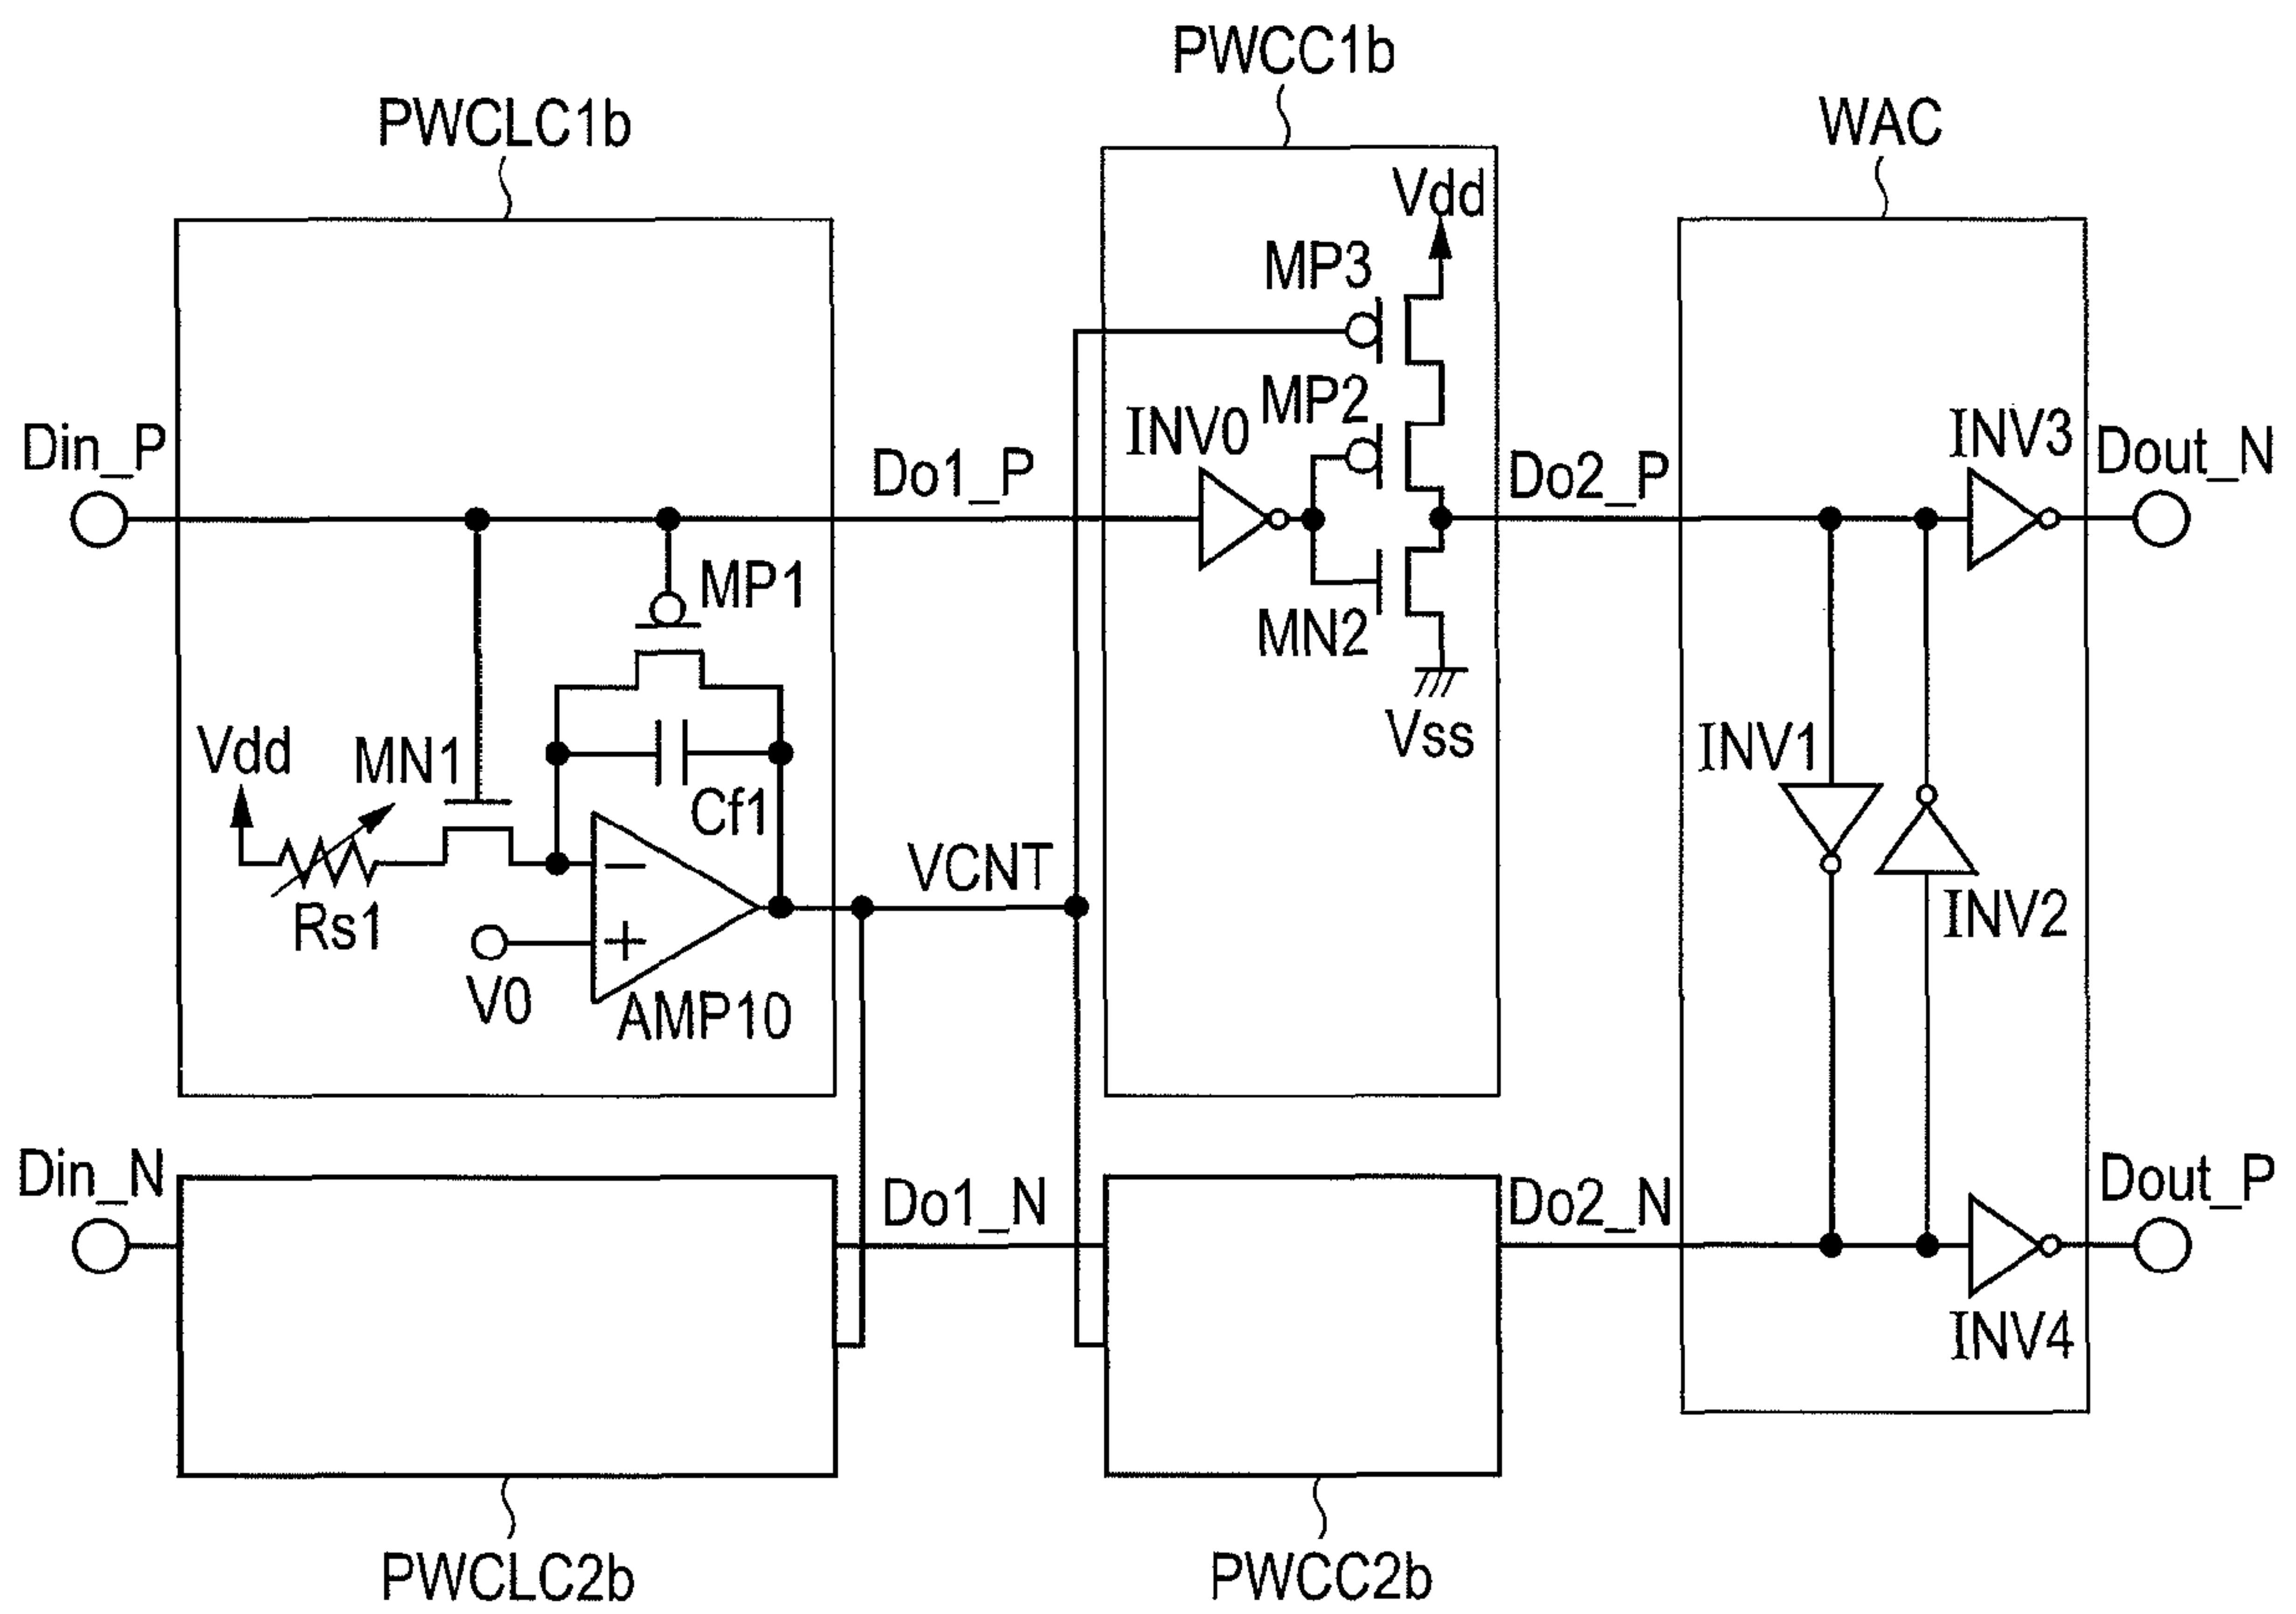 PWCC1b
PWCLC1b
WAC
Vdd
MP3
MP2
INV0
INV3
Din_P
Do1_P
Do2_P
Dout_N
MP1
MN2
Vss
Vdd
MN1
Cf1
INV1
VCNT
Rs1
INV2
V0
AMP10
Din_N
Do1_N
Do2_N
Dout_P
INV4
PWCLC2b
PWCC2b